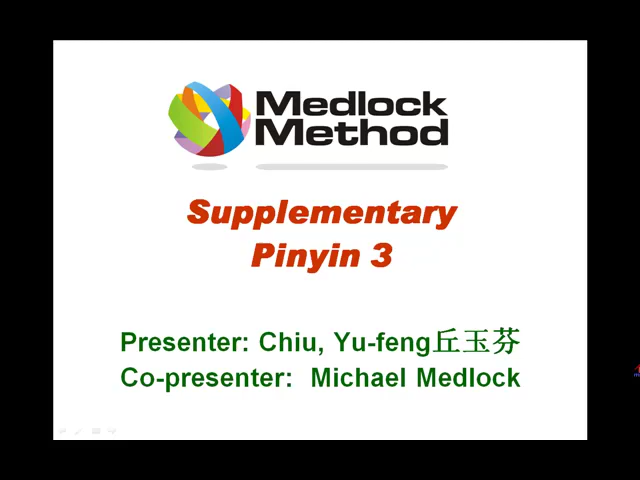 Medlock
Method
Supplementary
Pinyin 3
Presenter: Chiu, Yu-feng丘玉芬
Co-presenter:  Michael Medlock